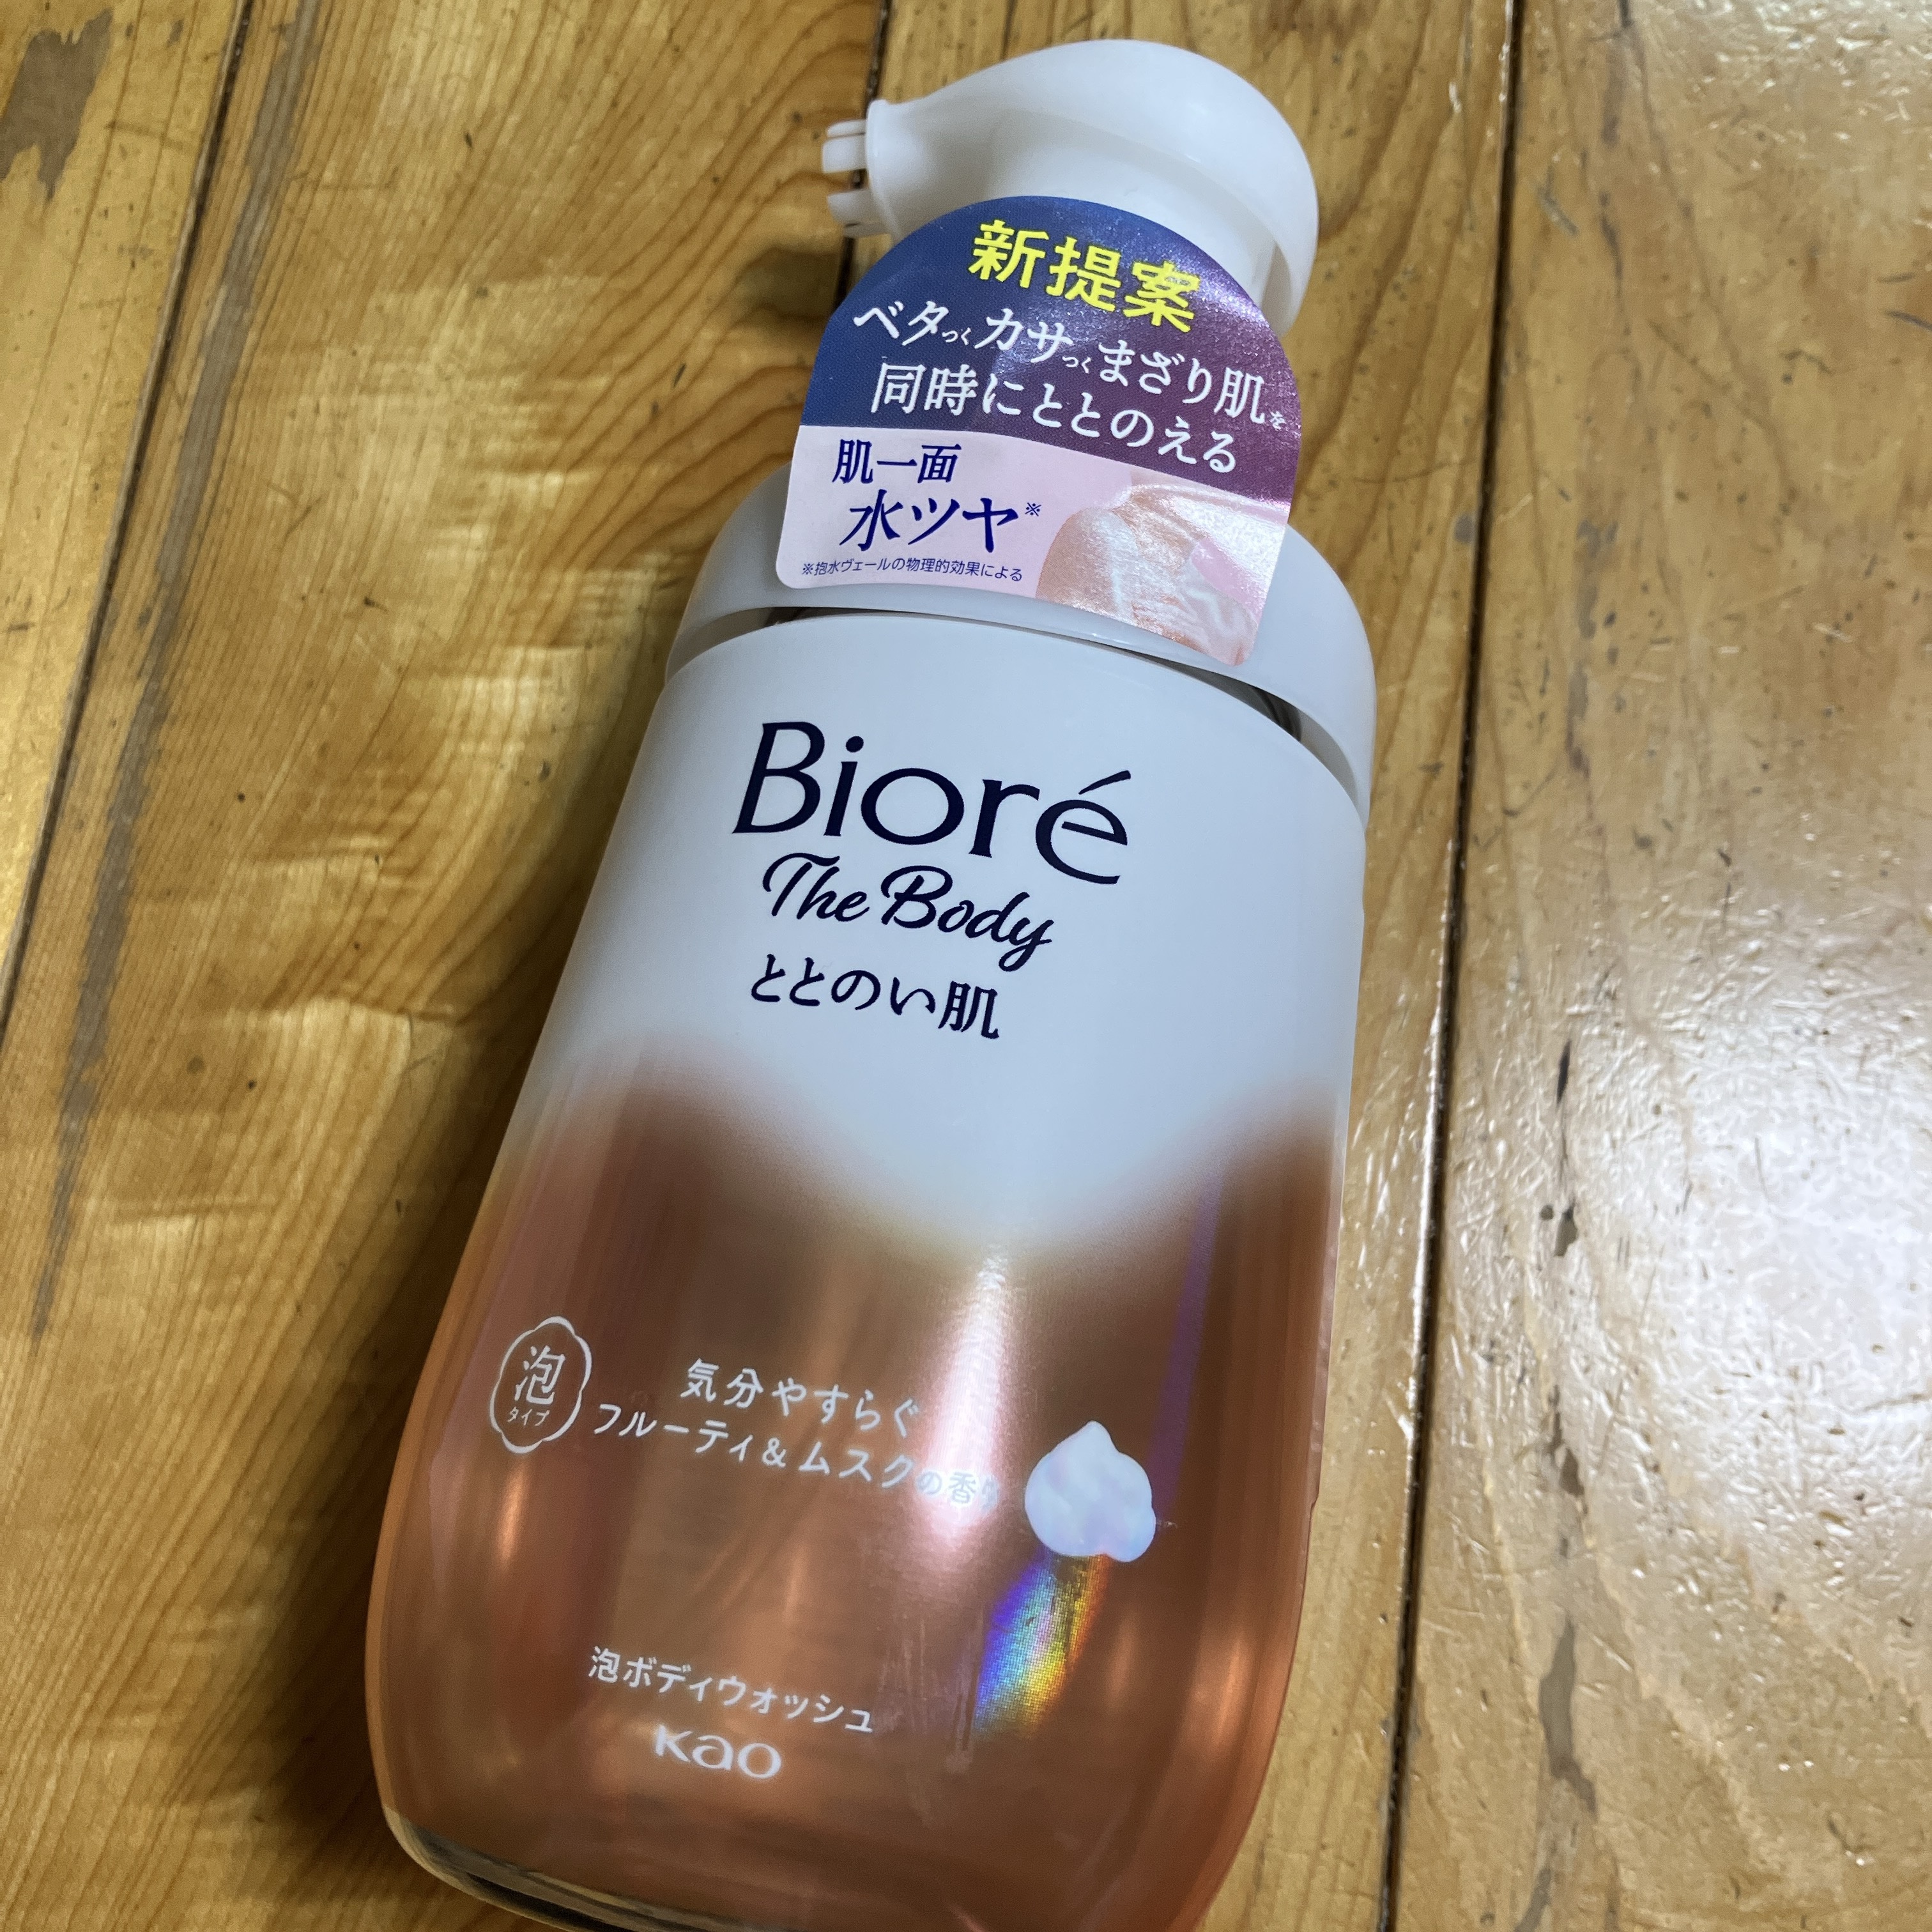 新提案
ベタつくカサつくまざり肌を
同時にととのえる
肌一面
水ツヤ※
※抱水ヴェールの物理的効果による
Bioré
The Body
ととのい肌
泡
タイプ
気分やすらぐ
フルーティ&ムスクの香り
泡ボディウォッシュ
Kao